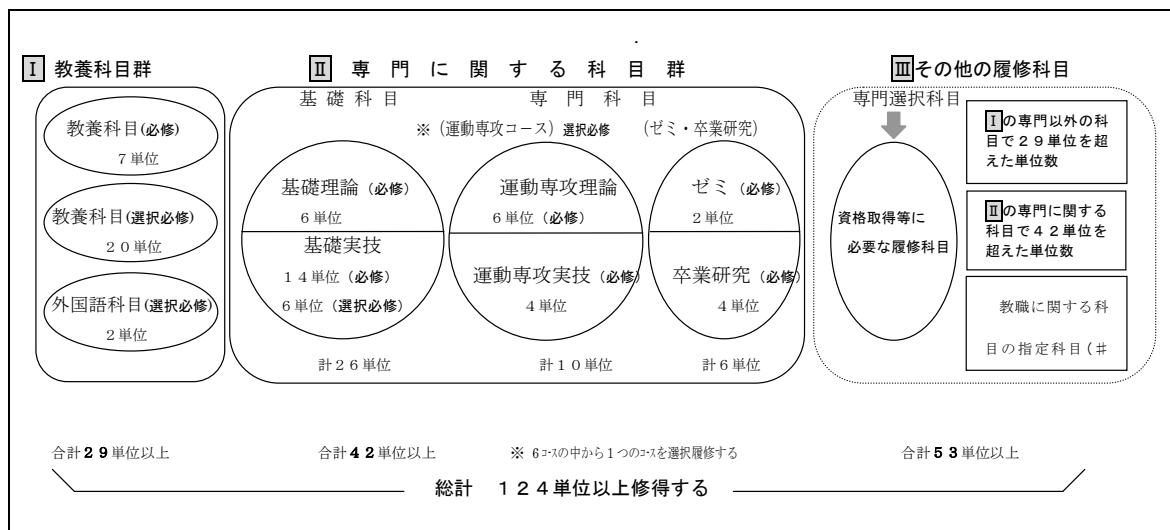 Ⅰ 教養科目群
Ⅱ 専門に関する科目群
Ⅲその他の履修科目
教養科目(必修)
7単位
教養科目(選択必修)
20単位
外国語科目(選択必修)
2単位
基礎科目
専門科目
※(運動専攻コース)選択必修 (ゼミ・卒業研究)
基礎理論(必修)
6単位
基礎実技
14単位(必修)
6単位(選択必修)
計26単位
運動専攻理論
6単位(必修)
運動専攻実技(必修)
4単位
計10単位
ゼミ(必修)
2単位
卒業研究(必修)
4単位
計6単位
専門選択科目
資格取得等に
必要な履修科目
Ⅰの専門以外の科
目で29単位を超
えた単位数
Ⅱの専門に関する
科目で42単位を
超えた単位数
教職に関する科
目の指定科目(#
合計29単位以上
合計42単位以上
※ 6コースの中から1つのコースを選択履修する
合計53単位以上
総計 124単位以上修得する